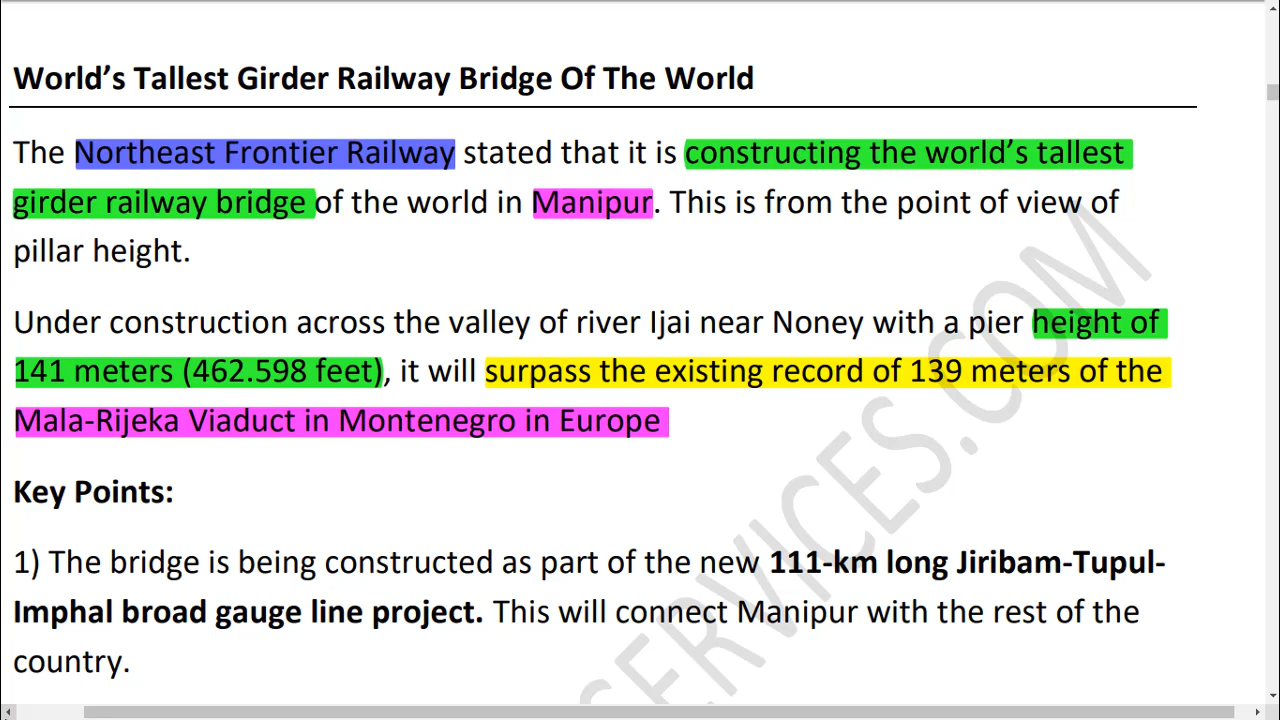 World’s Tallest Girder Railway Bridge Of The World
The Northeast Frontier Railway stated that it is constructing the world’s tallest
girder railway bridge of the world in Manipur. This is from the point of view of
pillar height.
Under construction across the valley of river Ijai near Noney with a pier height of
141 meters (462.598 feet), it will surpass the existing record of 139 meters of the
Mala-Rijeka Viaduct in Montenegro in Europe
Key Points:
1) The bridge is being constructed as part of the new 111-km long Jiribam-Tupul-
Imphal broad gauge line project. This will connect Manipur with the rest of the
country.
SERVICES.COM